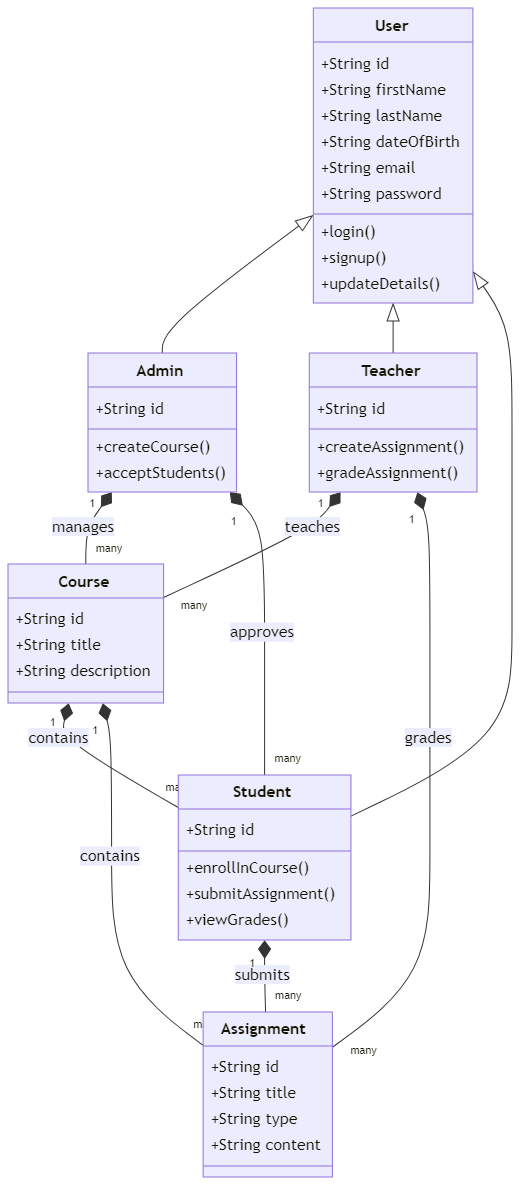 User
+String id
+String firstName
+String lastName
+String dateOfBirth
+String email
+String password
+login()
+signup()
+updateDetails()
Admin
+String id
+createCourse()
+acceptStudents()
Teacher
+String id
+createAssignment()
+gradeAssignment()
1
manages
many
1
approves
many
1
teaches
many
1
grades
many
Course
+String id
+String title
+String description
1
contains
1
contains
Student
+String id
+enrollInCourse()
+submitAssignment()
+viewGrades()
1
submits
many
Assignment
+String id
+String title
+String type
+String content